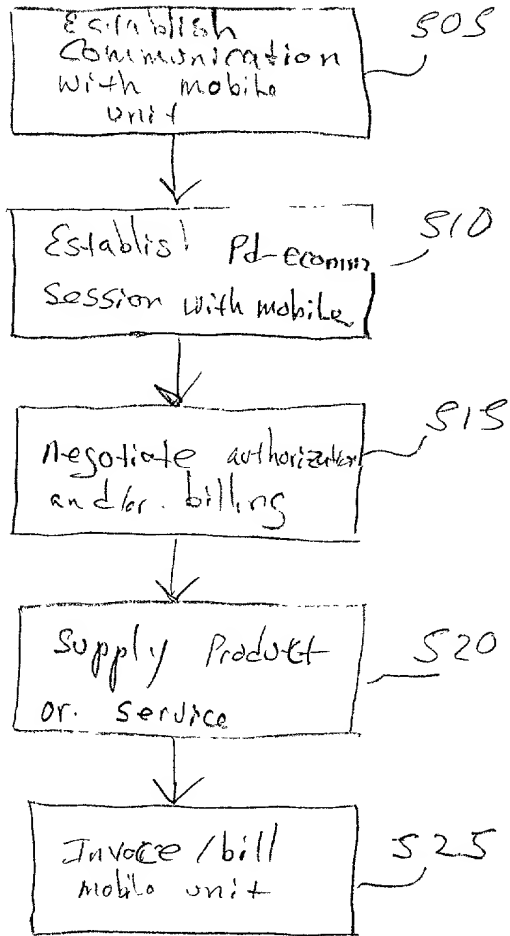 Establish
Communication
with mobile
unit
505
Establis Pd-ecomm
Session with mobile
510
negotiate authorization
and/or. billing
515
Supply Product
or. service
520
Invoce/bill
mobile unit
525